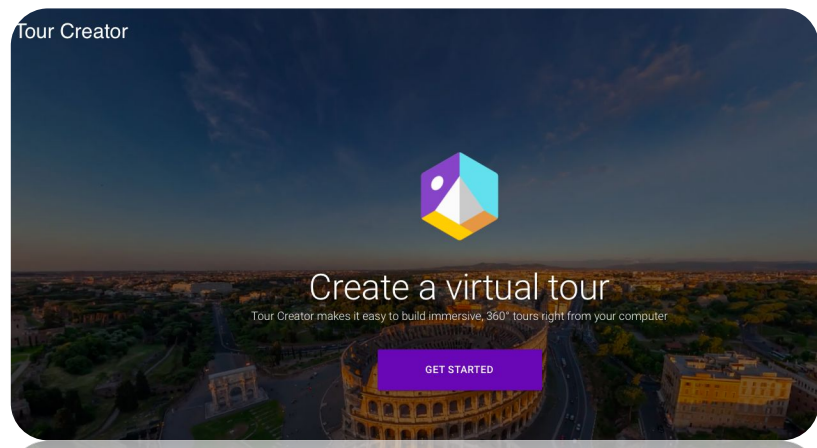 Tour Creator
Create a virtual tour
Tour Creator makes it easy to build immersive, 360° tours right from your computer
GET STARTED